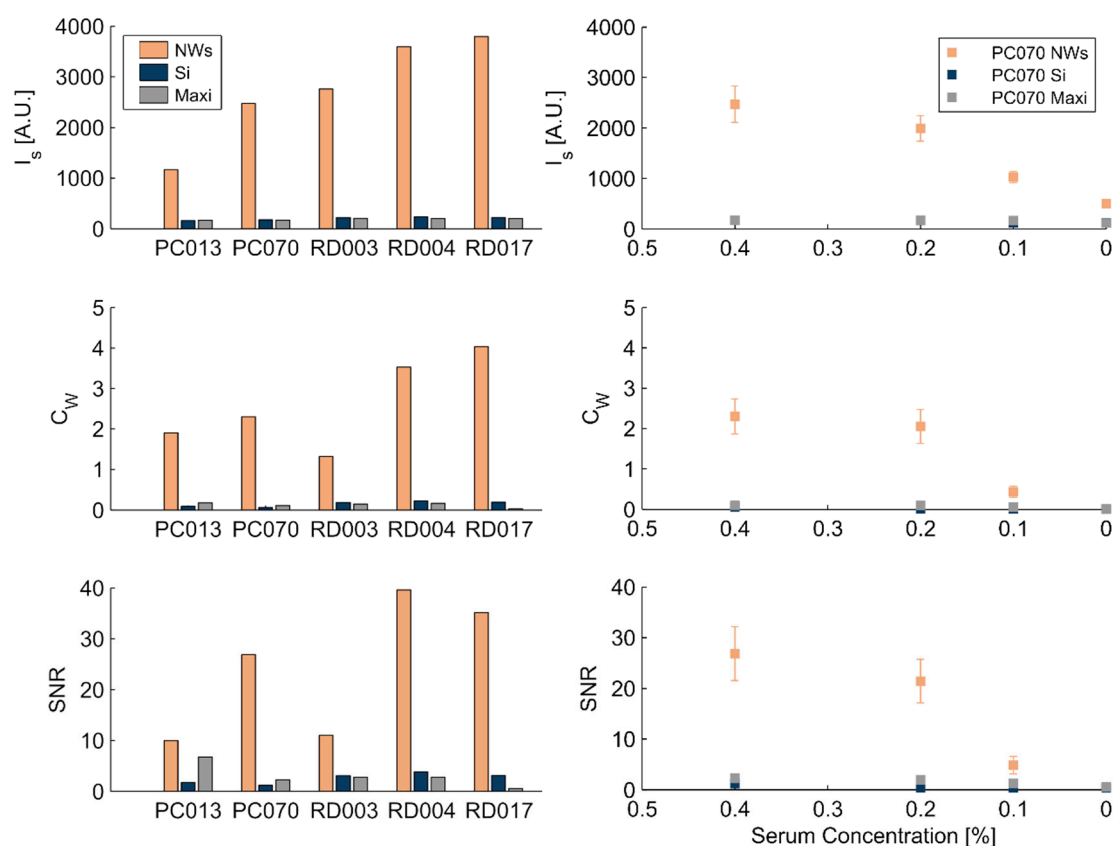 4000
3000
2000
1000
0
I_s [A.U.]
NWs
Si
Maxi
PC013 PC070 RD003 RD004 RD017
4000
3000
2000
1000
0
I_s [A.U.]
PC070 NWs
PC070 Si
PC070 Maxi
0.5 0.4 0.3 0.2 0.1 0
5
4
3
2
1
0
C_W
PC013 PC070 RD003 RD004 RD017
5
4
3
2
1
0
C_W
0.5 0.4 0.3 0.2 0.1 0
40
30
20
10
0
SNR
PC013 PC070 RD003 RD004 RD017
40
30
20
10
0
SNR
0.5 0.4 0.3 0.2 0.1 0
Serum Concentration [%]